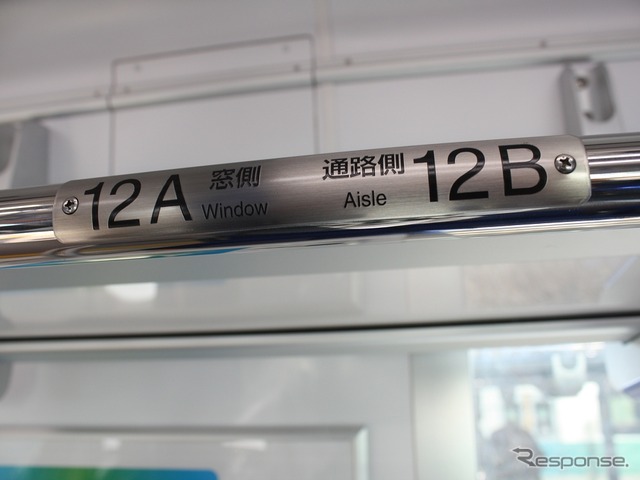 12A 窓側 Window 通路側 Aisle 12B
Response.